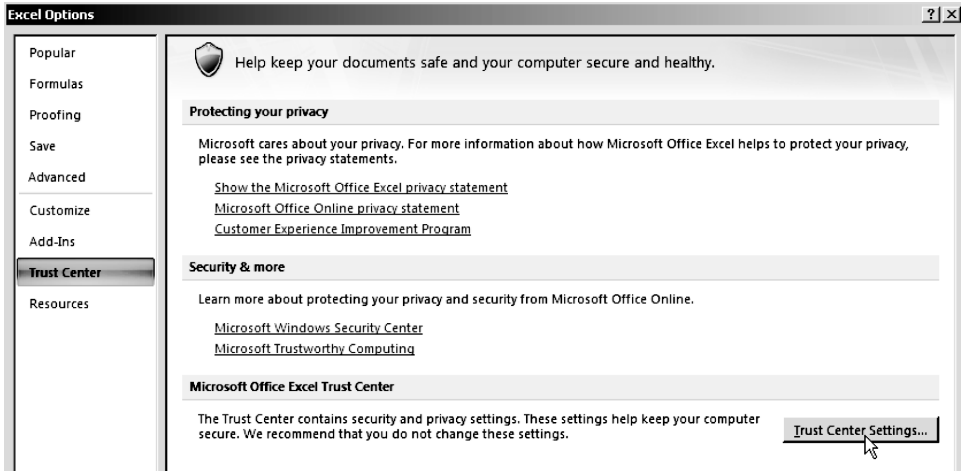 Excel Options
Popular
Formulas
Proofing
Save
Advanced
Customize
Add-Ins
Trust Center
Resources
Help keep your documents safe and your computer secure and healthy.
Protecting your privacy
Microsoft cares about your privacy. For more information about how Microsoft Office Excel helps to protect your privacy,
please see the privacy statements.
Show the Microsoft Office Excel privacy statement
Microsoft Office Online privacy statement
Customer Experience Improvement Program
Security & more
Learn more about protecting your privacy and security from Microsoft Office Online.
Microsoft Windows Security Center
Microsoft Trustworthy Computing
Microsoft Office Excel Trust Center
The Trust Center contains security and privacy settings. These settings help keep your computer
secure. We recommend that you do not change these settings.
Trust Center Settings...